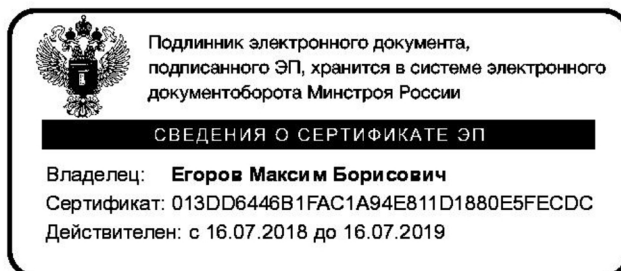 Подлинник электронного документа,
подписанного ЭП, хранится в системе электронного
документоборота Минстроя России
СВЕДЕНИЯ О СЕРТИФИКАТЕ ЭП
Владелец: Егоров Максим Борисович
Сертификат: 013DD6446B1FAC1A94E811D1880E5FECDC
Действителен: с 16.07.2018 до 16.07.2019